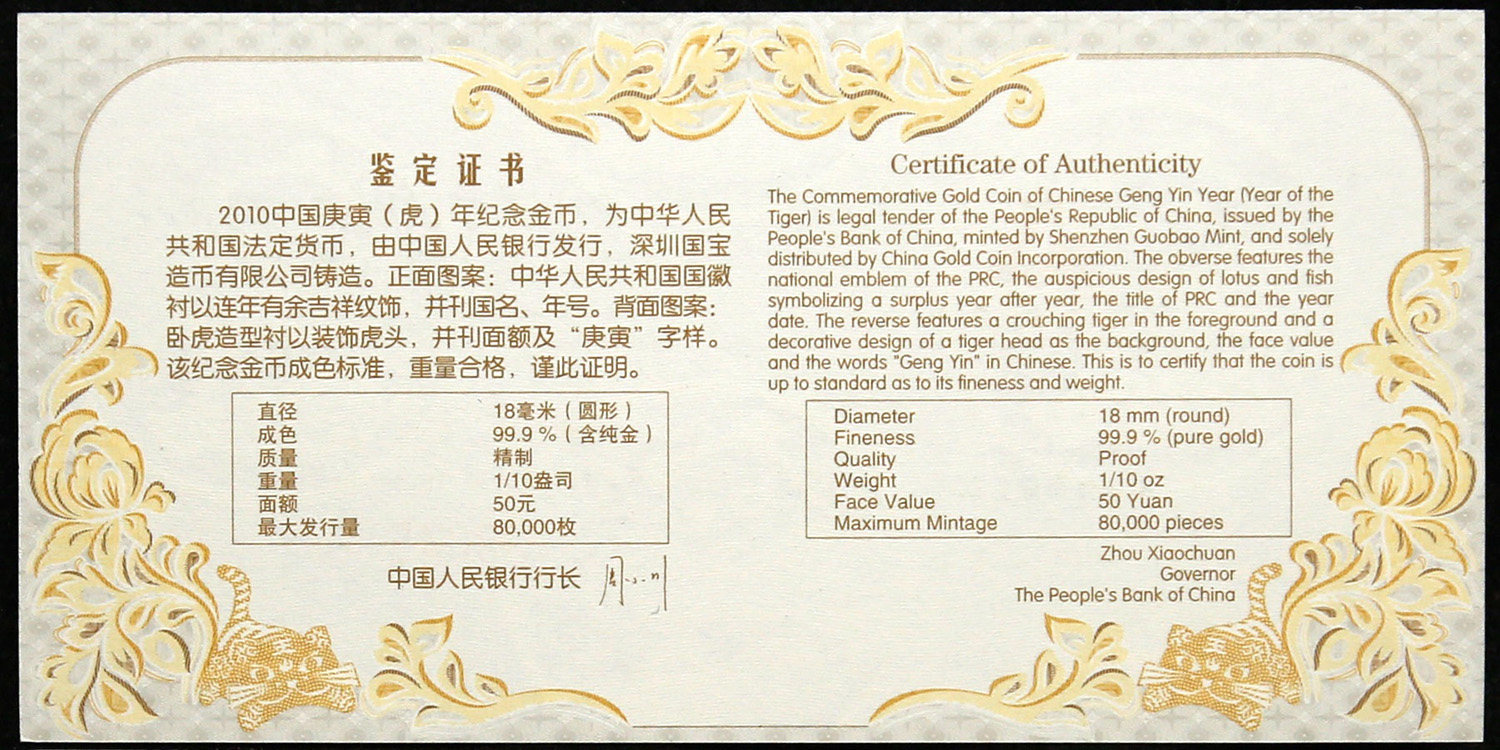 鉴定证书
2010中国庚寅（虎）年纪念金币，为中华人民
共和国法定货币，由中国人民银行发行，深圳国宝
造币有限公司铸造。正面图案：中华人民共和国国徽
衬以连年有余吉祥纹饰，并刊国名、年号。背面图案：
卧虎造型衬以装饰虎头，并刊面额及“庚寅”字样。
该纪念金币成色标准，重量合格，谨此证明。
直径 18毫米（圆形）
成色 99.9 %（含纯金）
质量 精制
重量 1/10盎司
面额 50元
最大发行量 80,000枚
中国人民银行行长 周小川
Certificate of Authenticity
The Commemorative Gold Coin of Chinese Geng Yin Year (Year of the
Tiger) is legal tender of the People's Republic of China, issued by the
People's Bank of China, minted by Shenzhen Guobao Mint, and solely
distributed by China Gold Coin Incorporation. The obverse features the
national emblem of the PRC, the auspicious design of lotus and fish
symbolizing a surplus year after year, the title of PRC and the year
date. The reverse features a crouching tiger in the foreground and a
decorative design of a tiger head as the background, the face value
and the words "Geng Yin" in Chinese. This is to certify that the coin is
up to standard as to its fineness and weight.
Diameter 18 mm (round)
Fineness 99.9 % (pure gold)
Quality Proof
Weight 1/10 oz
Face Value 50 Yuan
Maximum Mintage 80,000 pieces
Zhou Xiaochuan
Governor
The People's Bank of China